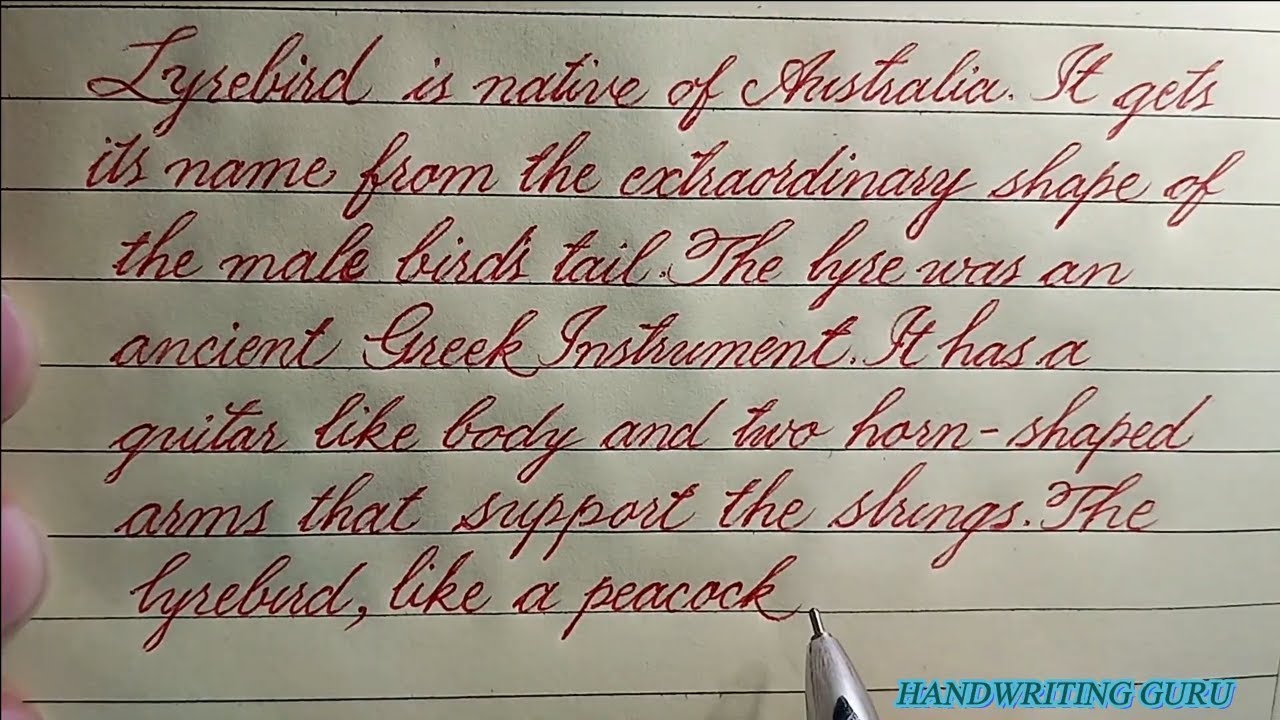 Lyrebird is native of Australia. It gets
its name from the extraordinary shape of
the male bird's tail. The lyre was an
ancient Greek Instrument. It has a
guitar like body and two horn-shaped
arms that support the strings. The
lyrebird, like a peacock
HANDWRITING GURU